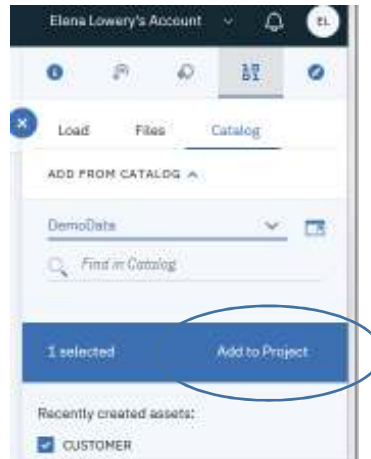 Elena Lowery's Account
EL
Load Files Catalog
ADD FROM CATALOG
DemoData
Find in Catalog
1 selected Add to Project
Recently created assets:
CUSTOMER